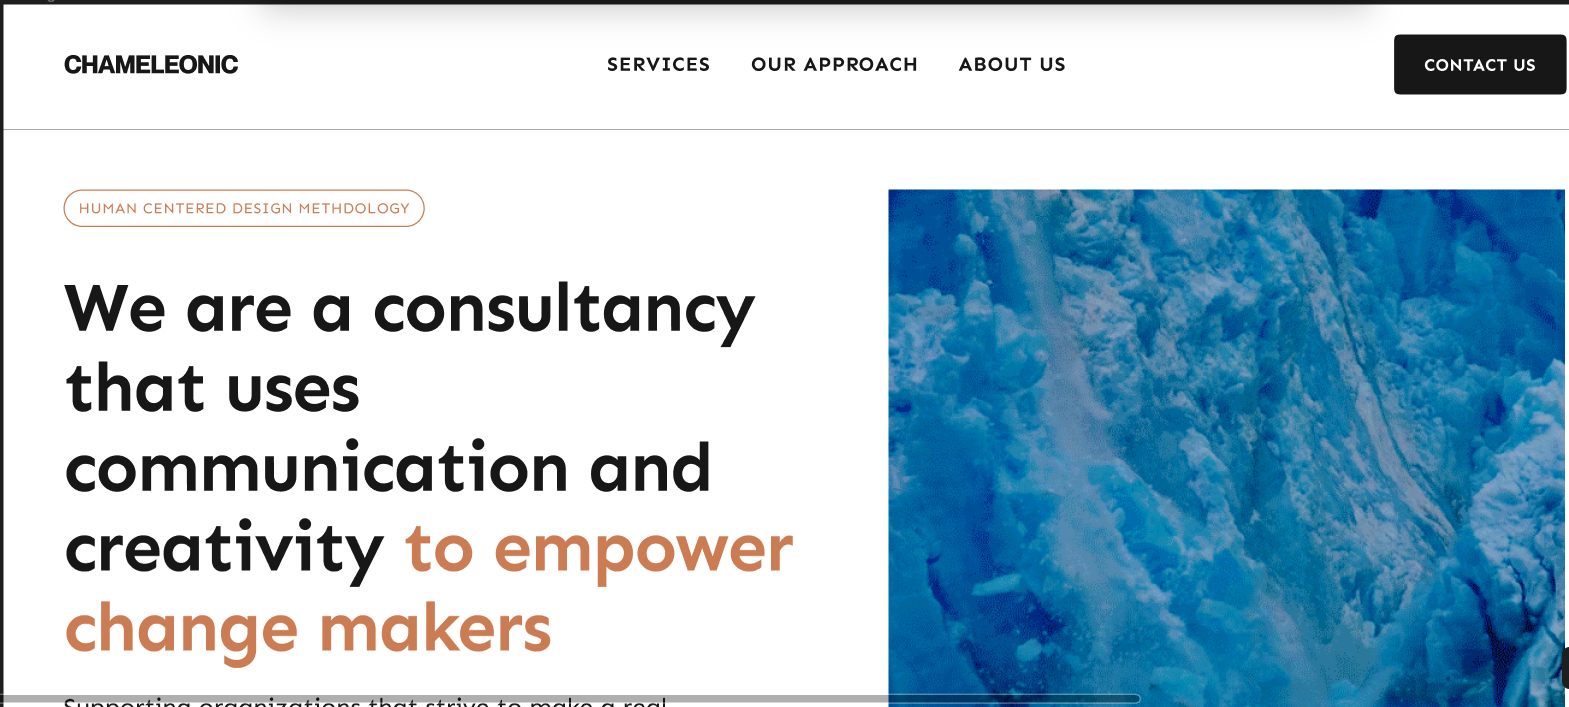 CHAMELEONIC
SERVICES
OUR APPROACH
ABOUT US
CONTACT US
HUMAN CENTERED DESIGN METHDOLOGY
We are a consultancy
that uses
communication and
creativity to empower
change makers
Supporting organizations that strive to make a real